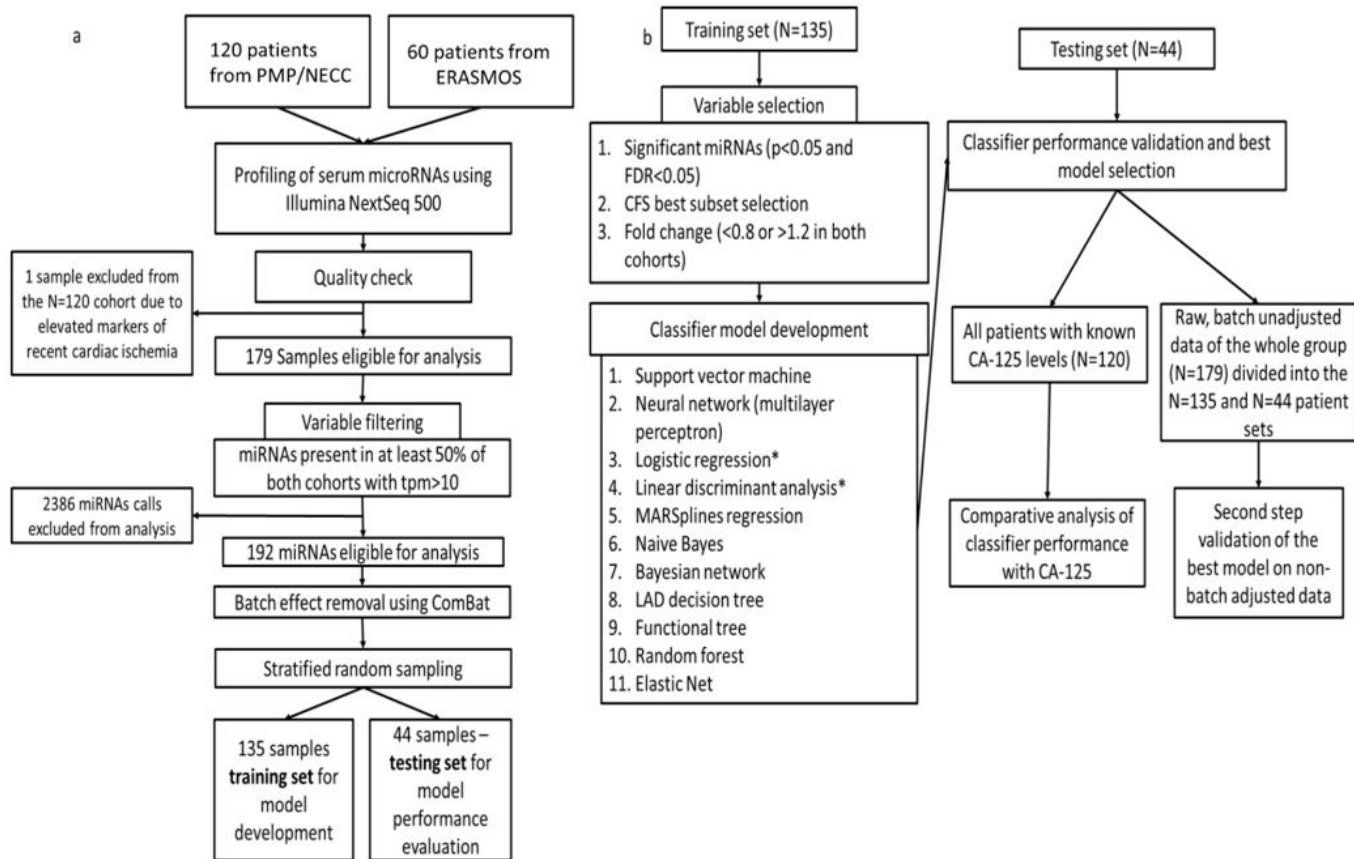 a
120 patients
from PMP/NECC
60 patients from
ERASMOS
Profiling of serum microRNAs using
Illumina NextSeq 500
Quality check
1 sample excluded from
the N=120 cohort due to
elevated markers of
recent cardiac ischemia
179 Samples eligible for analysis
Variable filtering
miRNAs present in at least 50% of
both cohorts with tpm>10
2386 miRNAs calls
excluded from analysis
192 miRNAs eligible for analysis
Batch effect removal using ComBat
Stratified random sampling
135 samples
training set for
model
development
44 samples –
testing set for
model
performance
evaluation
b
Training set (N=135)
Variable selection
1. Significant miRNAs (p<0.05 and
FDR<0.05)
2. CFS best subset selection
3. Fold change (<0.8 or >1.2 in both
cohorts)
Classifier model development
1. Support vector machine
2. Neural network (multilayer
perceptron)
3. Logistic regression*
4. Linear discriminant analysis*
5. MARSplines regression
6. Naive Bayes
7. Bayesian network
8. LAD decision tree
9. Functional tree
10. Random forest
11. Elastic Net
Testing set (N=44)
Classifier performance validation and best
model selection
All patients with known
CA-125 levels (N=120)
Comparative analysis of
classifier performance
with CA-125
Raw, batch unadjusted
data of the whole group
(N=179) divided into the
N=135 and N=44 patient
sets
Second step
validation of the
best model on non-
batch adjusted data